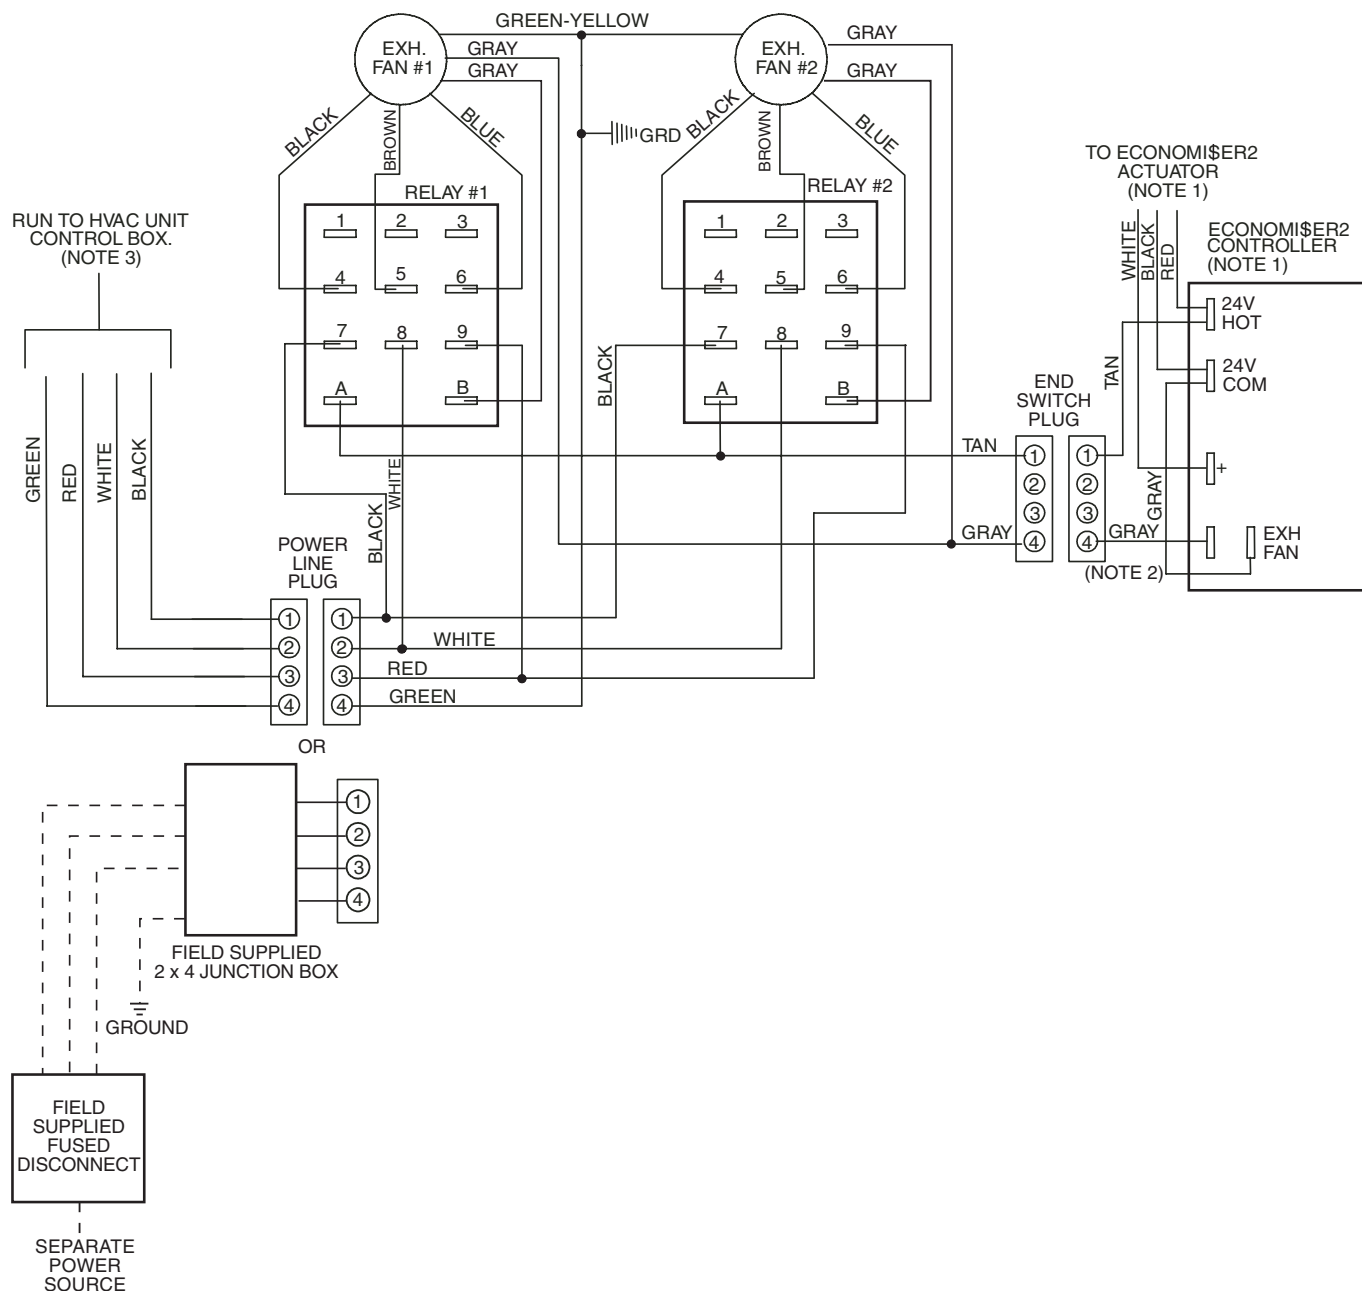 GREEN-YELLOW
EXH.
FAN #1
GRAY
GRAY
EXH.
FAN #2
GRAY
GRAY
BLACK
BROWN
BLUE
GRD
BLACK
BROWN
BLUE
RELAY #1
1 2 3
4 5 6
7 8 9
A B
RELAY #2
1 2 3
4 5 6
7 8 9
A B
TO ECONOMI$ER2
ACTUATOR
(NOTE 1)
WHITE
BLACK
RED
ECONOMI$ER2
CONTROLLER
(NOTE 1)
24V
HOT
24V
COM
+
EXH
FAN
RUN TO HVAC UNIT
CONTROL BOX.
(NOTE 3)
GREEN
RED
WHITE
BLACK
BLACK
WHITE
BLACK
TAN
END
SWITCH
PLUG
TAN
GRAY
GRAY
GRAY
1 1
2 2
3 3
4 4
(NOTE 2)
POWER
LINE
PLUG
1 1
2 2
3 3
4 4
WHITE
RED
GREEN
OR
1
2
3
4
FIELD SUPPLIED
2 x 4 JUNCTION BOX
GROUND
FIELD
SUPPLIED
FUSED
DISCONNECT
SEPARATE
POWER
SOURCE